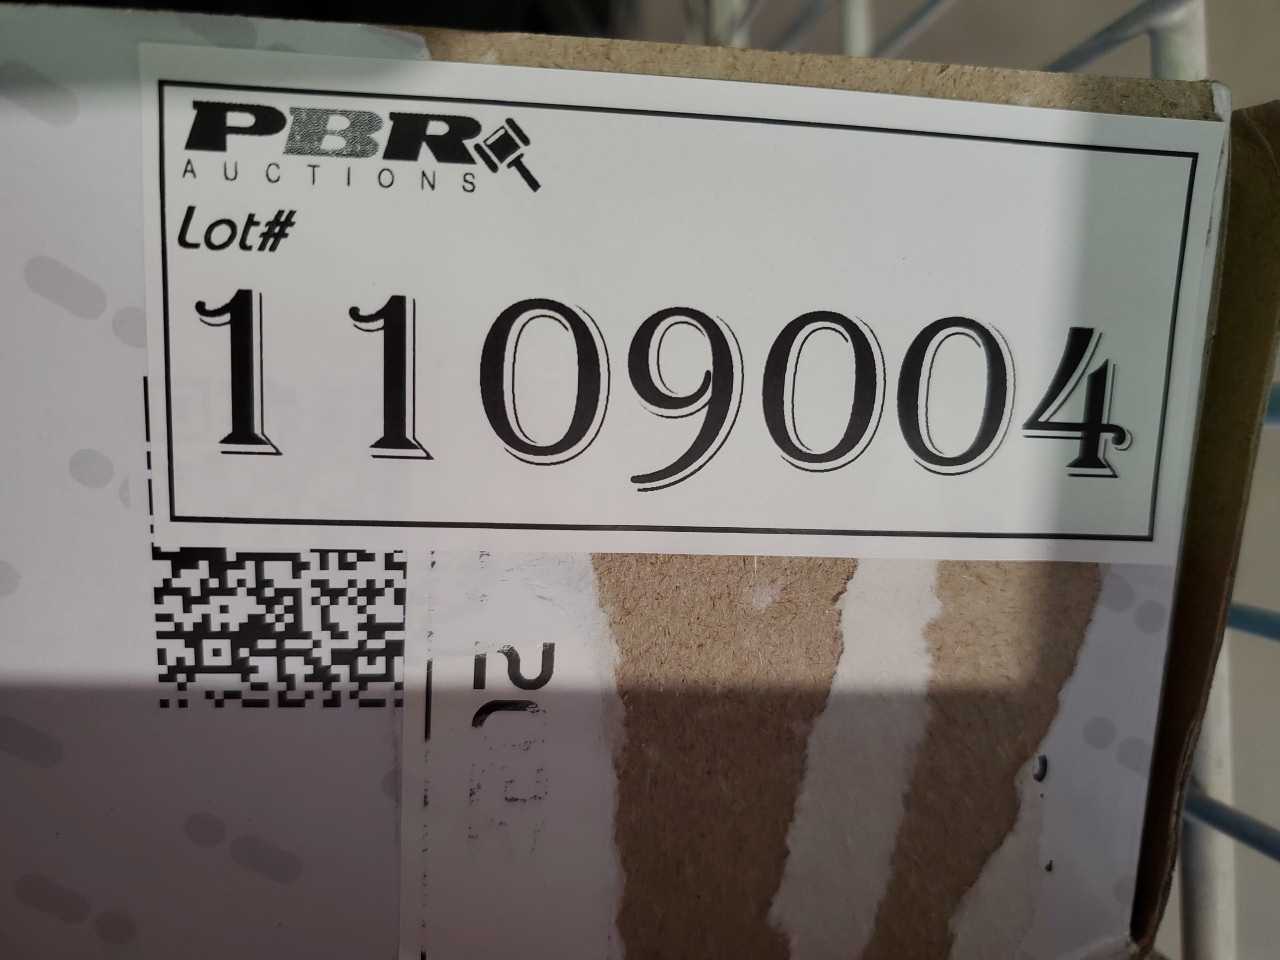 PBR
AUCTIONS
Lot#
1109004